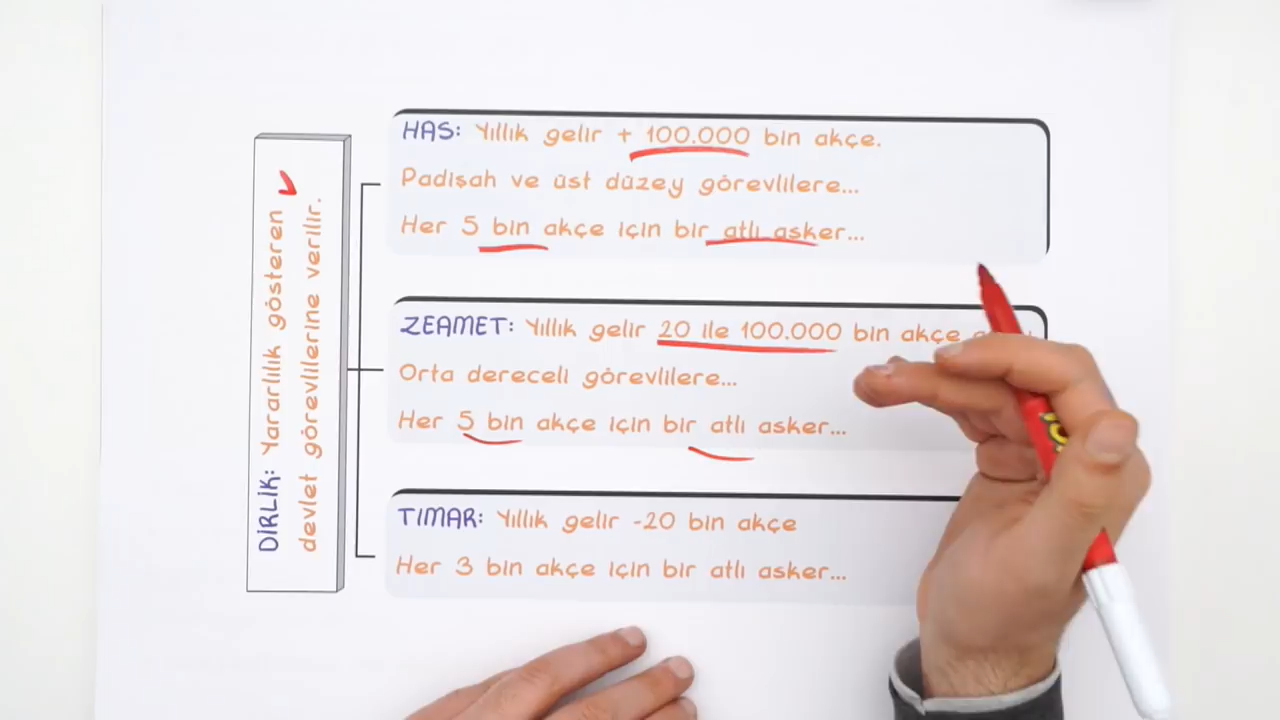 DİRLİK: Yararlılık gösteren
devlet görevlilerine verilir.
HAS: Yıllık gelir + 100.000 bin akçe.
Padişah ve üst düzey görevlilere...
Her 5 bin akçe için bir atlı asker...
ZEAMET: Yıllık gelir 20 ile 100.000 bin akçe
Orta dereceli görevlilere...
Her 5 bin akçe için bir atlı asker...
TIMAR: Yıllık gelir -20 bin akçe
Her 3 bin akçe için bir atlı asker...